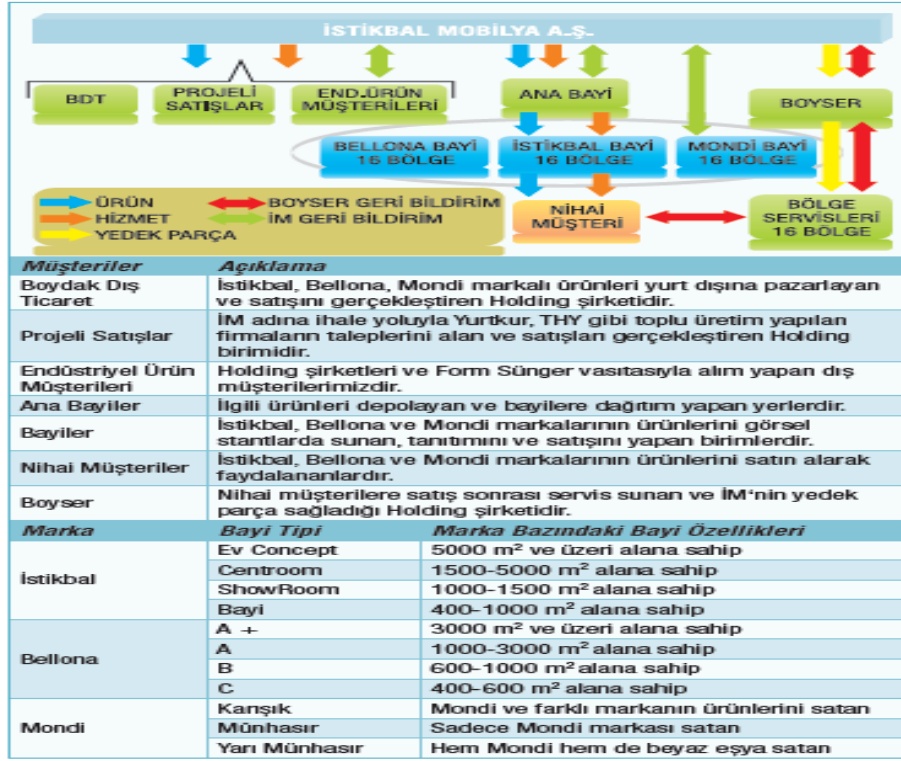 İSTİKBAL MOBİLYA A.Ş.
BDT
PROJELİ
SATIŞLAR
END.ÜRÜN
MÜŞTERİLERİ
ANA BAYİ
BOYSER
BELLONA BAYİ
16 BÖLGE
İSTİKBAL BAYİ
16 BÖLGE
MONDİ BAYİ
16 BÖLGE
ÜRÜN
HİZMET
YEDEK PARÇA
BOYSER GERİ BİLDİRİM
İM GERİ BİLDİRİM
NİHAİ
MÜŞTERİ
BÖLGE
SERVİSLERİ
16 BÖLGE
Müşteriler Açıklama
Boydak Dış
Ticaret
İstikbal, Bellona, Mondi markalı ürünleri yurt dışına pazarlayan
ve satışını gerçekleştiren Holding şirketidir.
Projeli Satışlar
İM adına ihale yoluyla Yurtkur, THY gibi toplu üretim yapılan
firmaların taleplerini alan ve satışları gerçekleştiren Holding
birimidir.
Endüstriyel Ürün
Müşterileri
Holding şirketleri ve Form Sünger vasıtasıyla alım yapan dış
müşterilerimizdir.
Ana Bayiler
İlgili ürünleri depolayan ve bayilere dağıtım yapan yerlerdir.
Bayiler
İstikbal, Bellona ve Mondi markalarının ürünlerini görsel
stantlarda sunan, tanıtımını ve satışını yapan birimlerdir.
Nihai Müşteriler
İstikbal, Bellona ve Mondi markalarının ürünlerini satın alarak
faydalananlardır.
Boyser
Nihai müşterilere satış sonrası servis sunan ve İM'nin yedek
parça sağladığı Holding şirketidir.
Marka Bayi Tipi Marka Bazındaki Bayi Özellikleri
İstikbal
Ev Concept 5000 m² ve üzeri alana sahip
Centroom 1500-5000 m² alana sahip
ShowRoom 1000-1500 m² alana sahip
Bayi 400-1000 m² alana sahip
Bellona
A + 3000 m² ve üzeri alana sahip
A 1000-3000 m² alana sahip
B 600-1000 m² alana sahip
C 400-600 m² alana sahip
Mondi
Karışık Mondi ve farklı markanın ürünlerini satan
Münhasır Sadece Mondi markası satan
Yarı Münhasır Hem Mondi hem de beyaz eşya satan